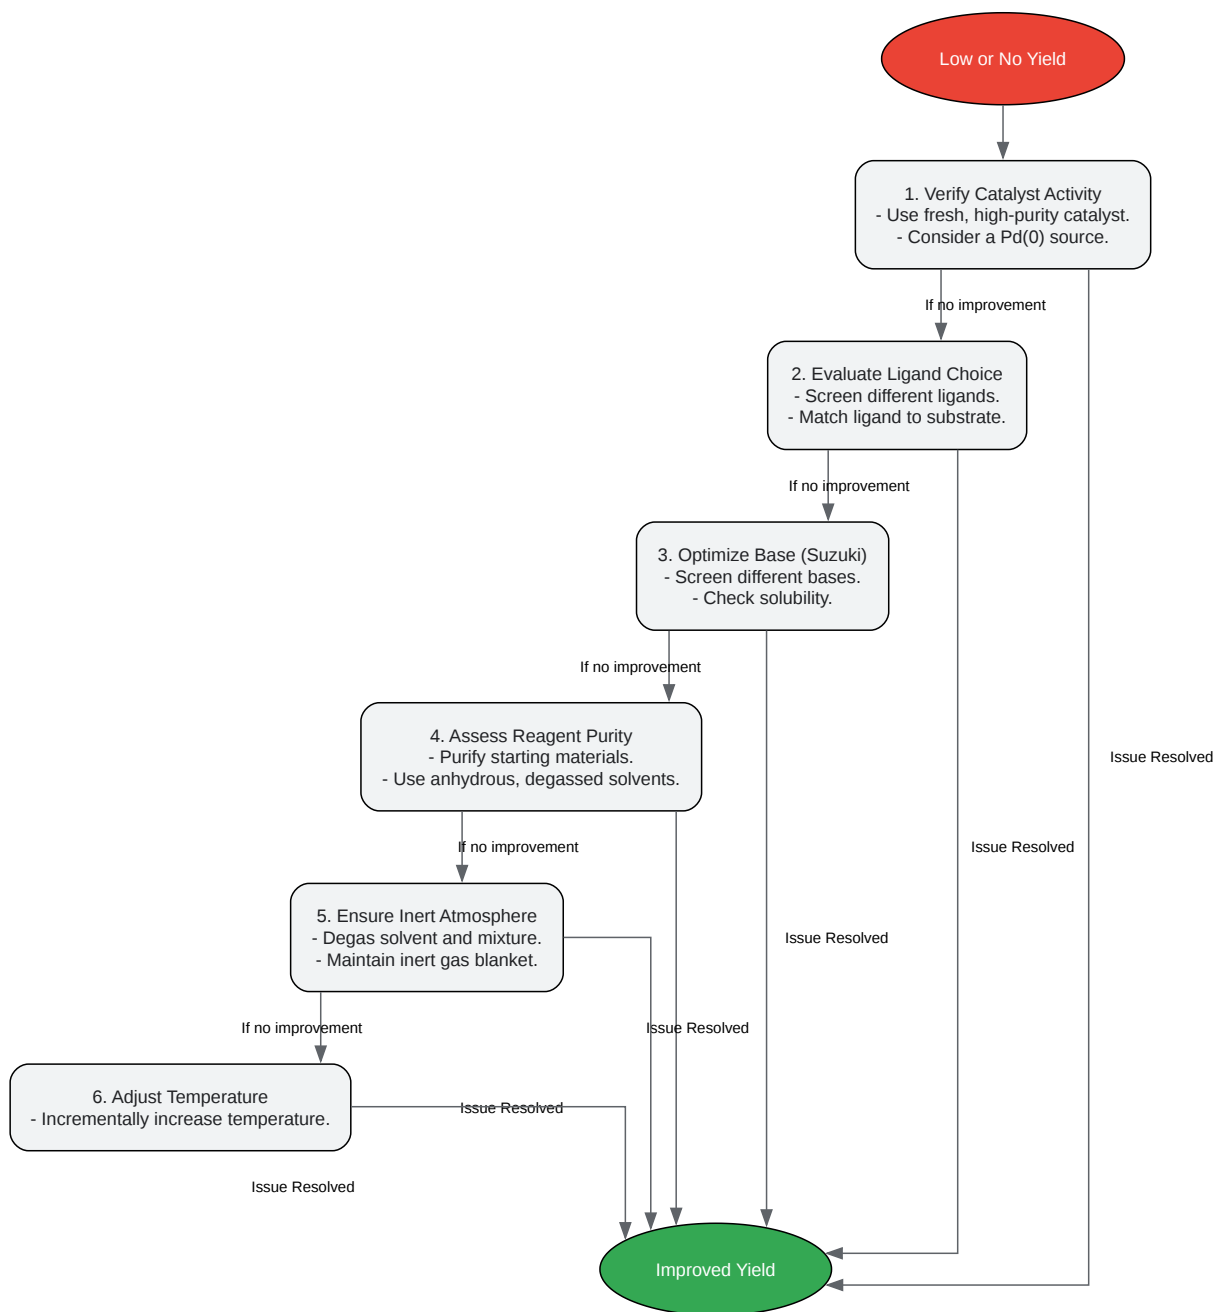 Low or No Yield
1. Verify Catalyst Activity
- Use fresh, high-purity catalyst.
- Consider a Pd(0) source.
If no improvement
2. Evaluate Ligand Choice
- Screen different ligands.
- Match ligand to substrate.
If no improvement
3. Optimize Base (Suzuki)
- Screen different bases.
- Check solubility.
If no improvement
4. Assess Reagent Purity
- Purify starting materials.
- Use anhydrous, degassed solvents.
Issue Resolved
If no improvement
Issue Resolved
5. Ensure Inert Atmosphere
- Degas solvent and mixture.
- Maintain inert gas blanket.
Issue Resolved
If no improvement
Issue Resolved
6. Adjust Temperature
- Incrementally increase temperature.
Issue Resolved
Issue Resolved
Improved Yield